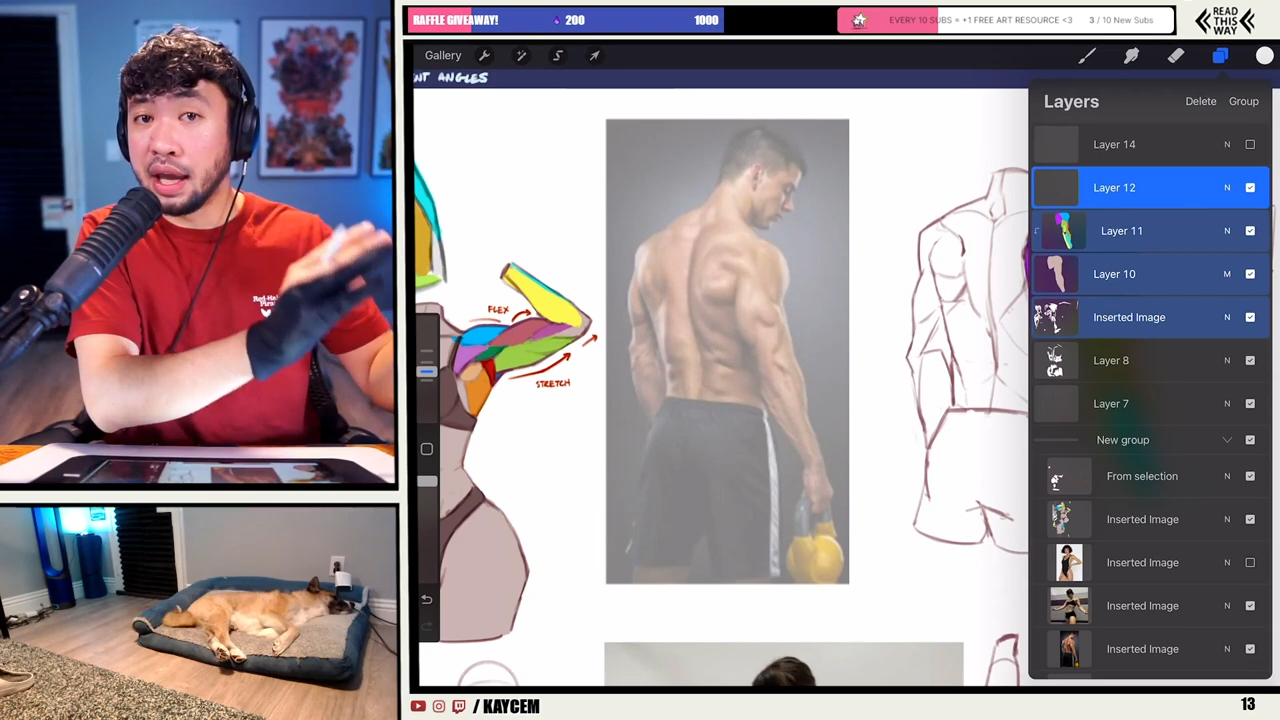 RAFFLE GIVEAWAY!
200
1000
EVERY 10 SUBS = +1 FREE ART RESOURCE <3
3 / 10 New Subs
READ
THIS
WAY
Gallery
NT ANGLES
Layers
Delete
Group
Layer 14
N
Layer 12
N
Layer 11
N
Layer 10
M
Inserted Image
N
Layer 8
N
Layer 7
N
New group
From selection
N
Inserted Image
N
Inserted Image
N
Inserted Image
N
Inserted Image
N
FLEX
STRETCH
/ KAYCEM
13